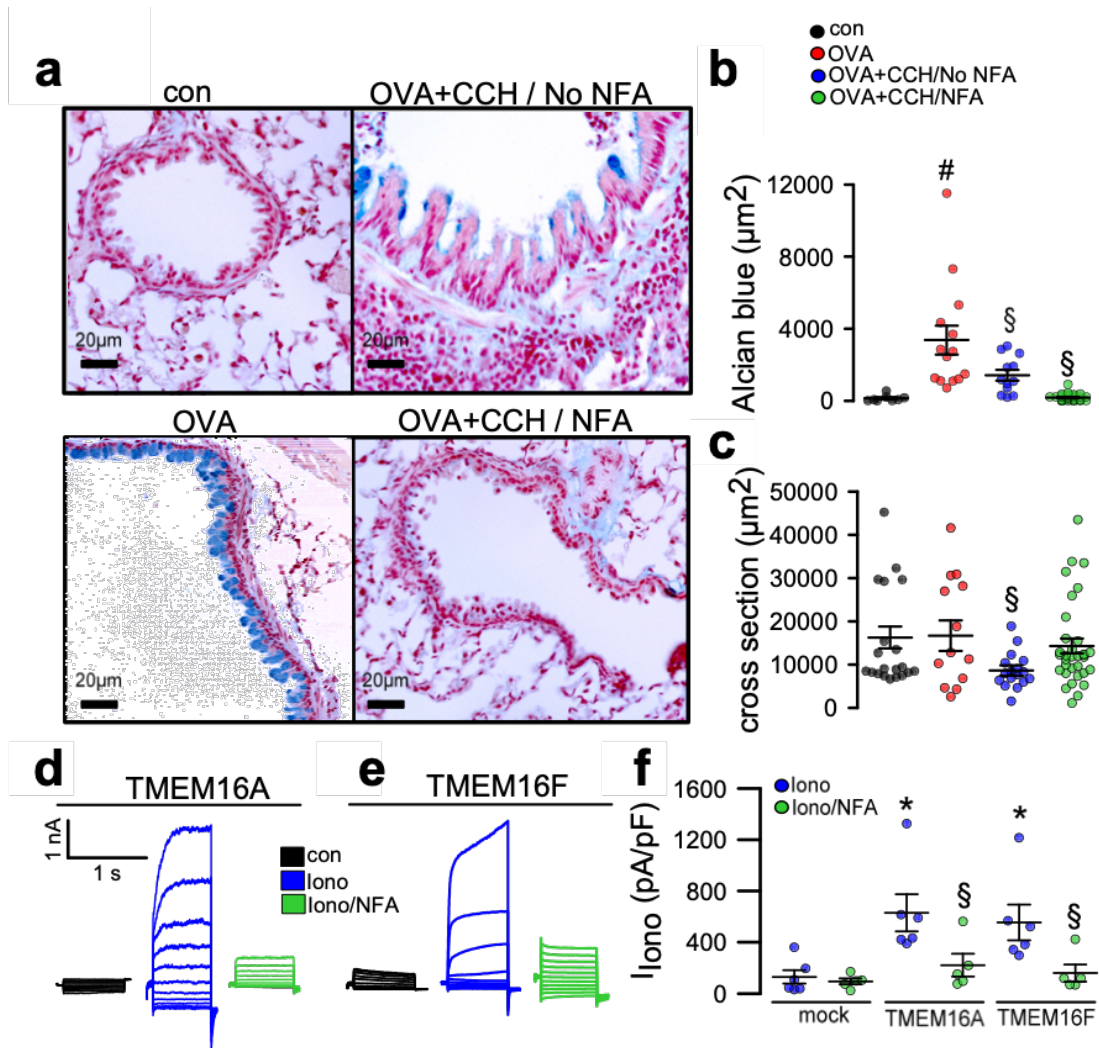 a
con
OVA+CCH / No NFA
20µm
20µm
OVA
OVA+CCH / NFA
20µm
20µm
b
con
OVA
OVA+CCH/No NFA
OVA+CCH/NFA
Alcian blue (µm2)
12000
8000
4000
0
#
§
§
c
cross section (µm2)
50000
40000
30000
20000
10000
0
§
d
TMEM16A
1 nA
1 s
con
Iono
Iono/NFA
e
TMEM16F
f
Iono
Iono/NFA
IIono (pA/pF)
1600
1200
800
400
0
*
§
*
§
mock
TMEM16A
TMEM16F